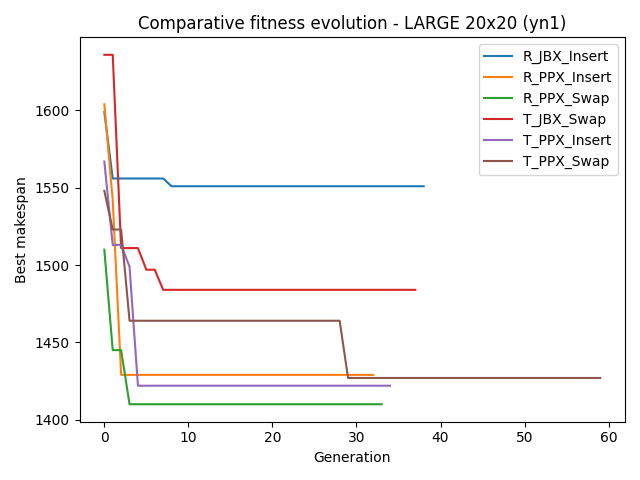 Comparative fitness evolution - LARGE 20x20 (yn1)
R_JBX_Insert
R_PPX_Insert
R_PPX_Swap
T_JBX_Swap
T_PPX_Insert
T_PPX_Swap
Best makespan
1600
1550
1500
1450
1400
0 10 20 30 40 50 60
Generation